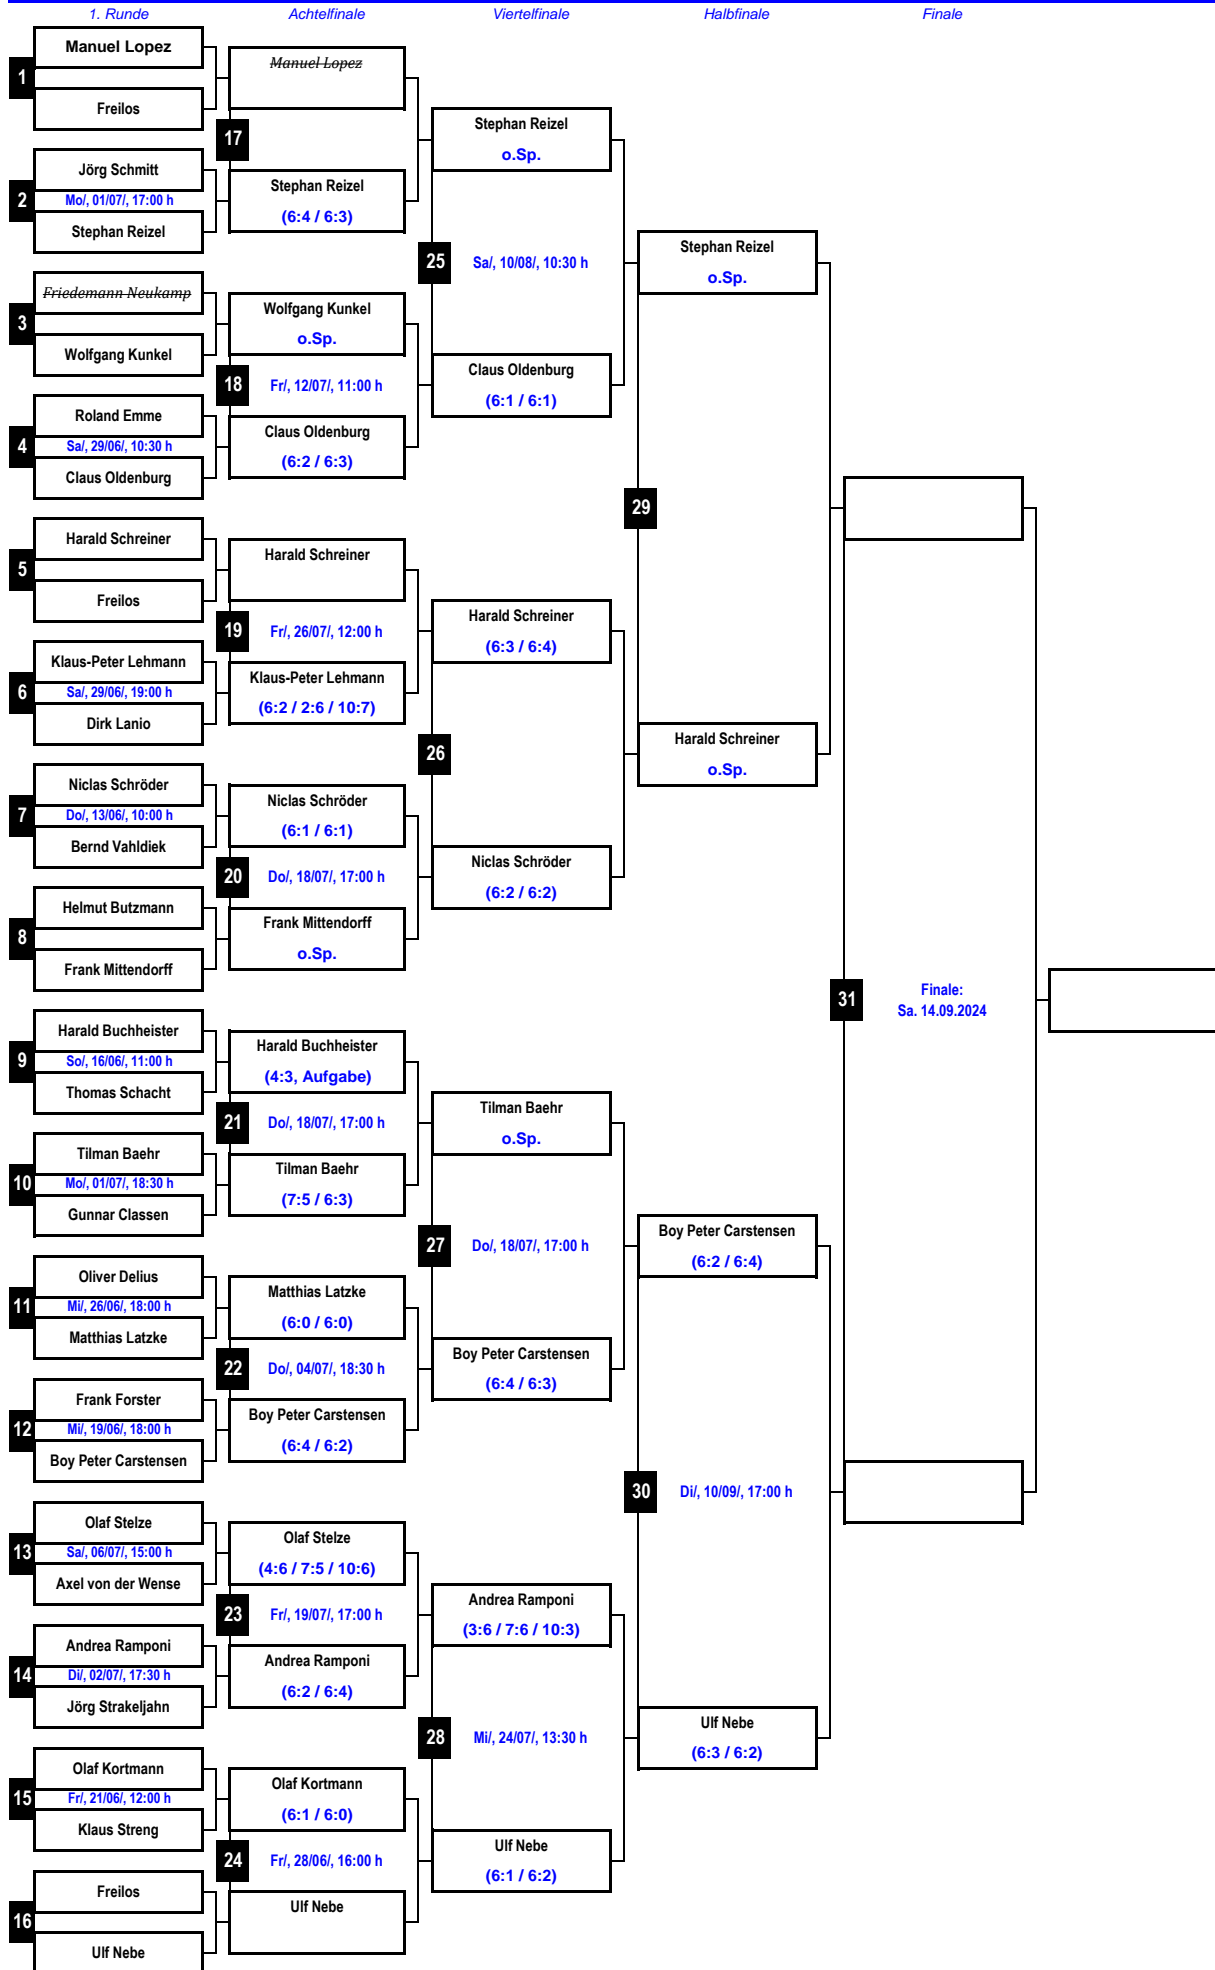 1. Runde
Achtelfinale
Viertelfinale
Halbfinale
Finale
Manuel Lopez
1
Freilos
Jörg Schmitt
2
Mo/, 01/07/, 17:00 h
Stephan Reizel
Friedemann Neukamp
3
Wolfgang Kunkel
Roland Emme
4
Sa/, 29/06/, 10:30 h
Claus Oldenburg
Harald Schreiner
5
Freilos
Klaus-Peter Lehmann
6
Sa/, 29/06/, 19:00 h
Dirk Lanio
Niclas Schröder
7
Do/, 13/06/, 10:00 h
Bernd Vahldiek
Helmut Butzmann
8
Frank Mittendorff
Harald Buchheister
9
So/, 16/06/, 11:00 h
Thomas Schacht
Tilman Baehr
10
Mo/, 01/07/, 18:30 h
Gunnar Classen
Oliver Delius
11
Mi/, 26/06/, 18:00 h
Matthias Latzke
Frank Forster
12
Mi/, 19/06/, 18:00 h
Boy Peter Carstensen
Olaf Stelze
13
Sa/, 06/07/, 15:00 h
Axel von der Wense
Andrea Ramponi
14
Di/, 02/07/, 17:30 h
Jörg Strakeljahn
Olaf Kortmann
15
Fr/, 21/06/, 12:00 h
Klaus Streng
Freilos
16
Ulf Nebe
Manuel Lopez
17
Stephan Reizel
(6:4 / 6:3)
Wolfgang Kunkel
o.Sp.
18
Fr/, 12/07/, 11:00 h
Claus Oldenburg
(6:2 / 6:3)
Harald Schreiner
19
Fr/, 26/07/, 12:00 h
Klaus-Peter Lehmann
(6:2 / 2:6 / 10:7)
Niclas Schröder
(6:1 / 6:1)
20
Do/, 18/07/, 17:00 h
Frank Mittendorff
o.Sp.
Harald Buchheister
(4:3, Aufgabe)
21
Do/, 18/07/, 17:00 h
Tilman Baehr
(7:5 / 6:3)
Matthias Latzke
(6:0 / 6:0)
22
Do/, 04/07/, 18:30 h
Boy Peter Carstensen
(6:4 / 6:2)
Olaf Stelze
(4:6 / 7:5 / 10:6)
23
Fr/, 19/07/, 17:00 h
Andrea Ramponi
(6:2 / 6:4)
Olaf Kortmann
(6:1 / 6:0)
24
Fr/, 28/06/, 16:00 h
Ulf Nebe
Stephan Reizel
o.Sp.
25
Sa/, 10/08/, 10:30 h
Claus Oldenburg
(6:1 / 6:1)
Harald Schreiner
(6:3 / 6:4)
26
Niclas Schröder
(6:2 / 6:2)
Tilman Baehr
o.Sp.
27
Do/, 18/07/, 17:00 h
Boy Peter Carstensen
(6:4 / 6:3)
Andrea Ramponi
(3:6 / 7:6 / 10:3)
28
Mi/, 24/07/, 13:30 h
Ulf Nebe
(6:1 / 6:2)
Stephan Reizel
o.Sp.
29
Harald Schreiner
o.Sp.
Boy Peter Carstensen
(6:2 / 6:4)
30
Di/, 10/09/, 17:00 h
Ulf Nebe
(6:3 / 6:2)
31
Finale:
Sa. 14.09.2024